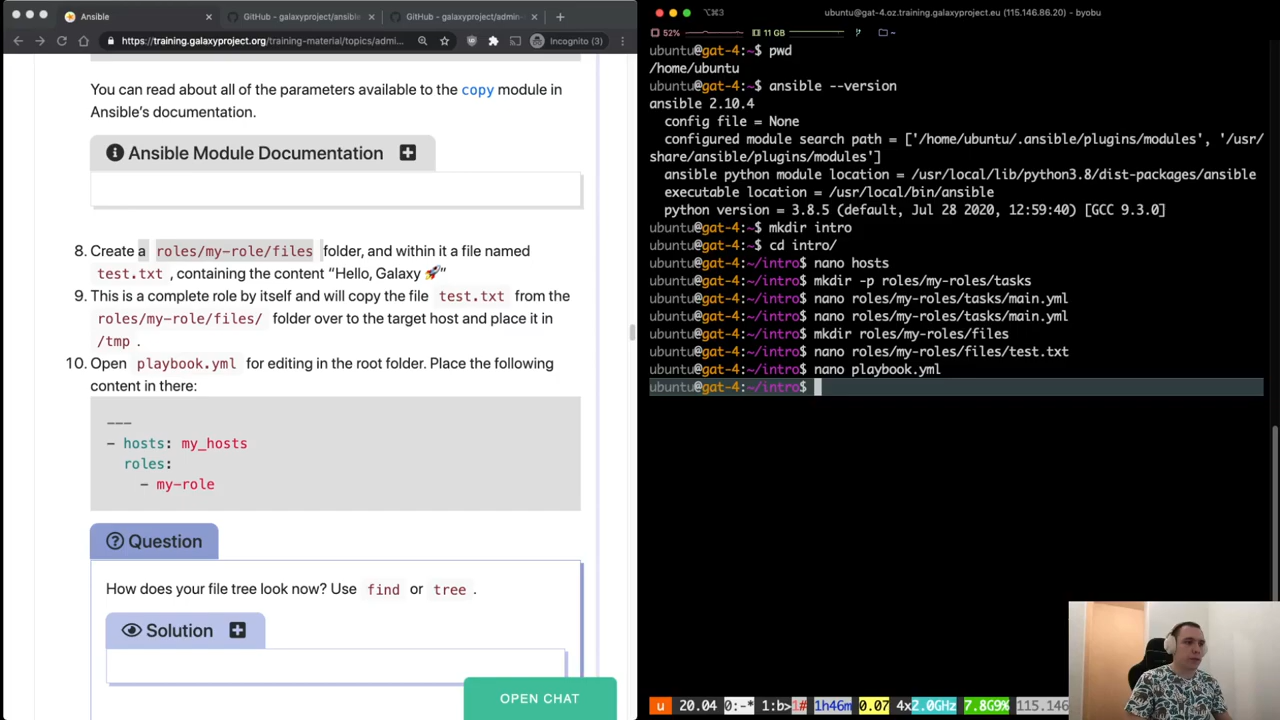 Ansible
GitHub - galaxyproject/ansible
GitHub - galaxyproject/admin-
https://training.galaxyproject.org/training-material/topics/admi...
Incognito (3)
You can read about all of the parameters available to the copy module in
Ansible's documentation.
Ansible Module Documentation
8. Create a roles/my-role/files folder, and within it a file named
test.txt , containing the content “Hello, Galaxy 🚀”
9. This is a complete role by itself and will copy the file test.txt from the
roles/my-role/files/ folder over to the target host and place it in
/tmp .
10. Open playbook.yml for editing in the root folder. Place the following
content in there:
---
- hosts: my_hosts
roles:
- my-role
Question
How does your file tree look now? Use find or tree .
Solution
OPEN CHAT
⌥⌘3
ubuntu@gat-4.oz.training.galaxyproject.eu (115.146.86.20) - byobu
52%
11 GB
~
ubuntu@gat-4:~$ pwd
/home/ubuntu
ubuntu@gat-4:~$ ansible --version
ansible 2.10.4
config file = None
configured module search path = ['/home/ubuntu/.ansible/plugins/modules', '/usr/
share/ansible/plugins/modules']
ansible python module location = /usr/local/lib/python3.8/dist-packages/ansible
executable location = /usr/local/bin/ansible
python version = 3.8.5 (default, Jul 28 2020, 12:59:40) [GCC 9.3.0]
ubuntu@gat-4:~$ mkdir intro
ubuntu@gat-4:~$ cd intro/
ubuntu@gat-4:~/intro$ nano hosts
ubuntu@gat-4:~/intro$ mkdir -p roles/my-roles/tasks
ubuntu@gat-4:~/intro$ nano roles/my-roles/tasks/main.yml
ubuntu@gat-4:~/intro$ nano roles/my-roles/tasks/main.yml
ubuntu@gat-4:~/intro$ mkdir roles/my-roles/files
ubuntu@gat-4:~/intro$ nano roles/my-roles/files/test.txt
ubuntu@gat-4:~/intro$ nano playbook.yml
ubuntu@gat-4:~/intro$
u 20.04 0:-* 1:b> 1# 1h46m 0.07 4x2.0GHz 7.8G9% 115.146